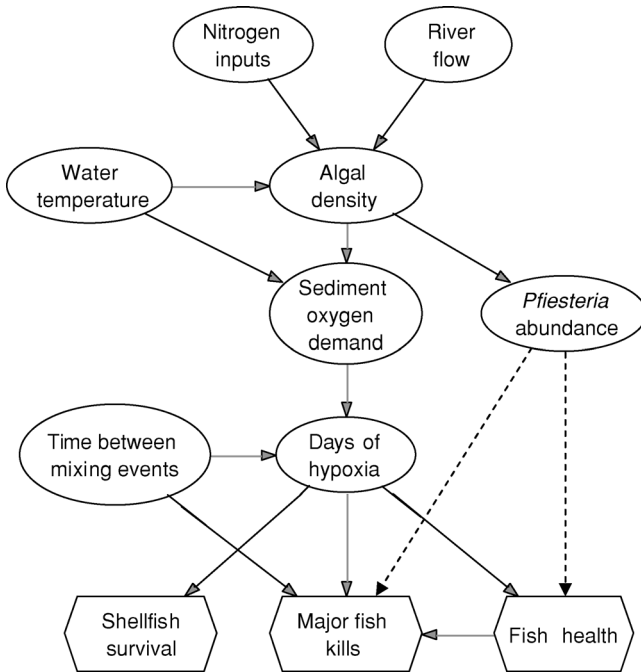 Nitrogen
inputs
River
flow
Water
temperature
Algal
density
Sediment
oxygen
demand
Pfiesteria
abundance
Time between
mixing events
Days of
hypoxia
Shellfish
survival
Major fish
kills
Fish health